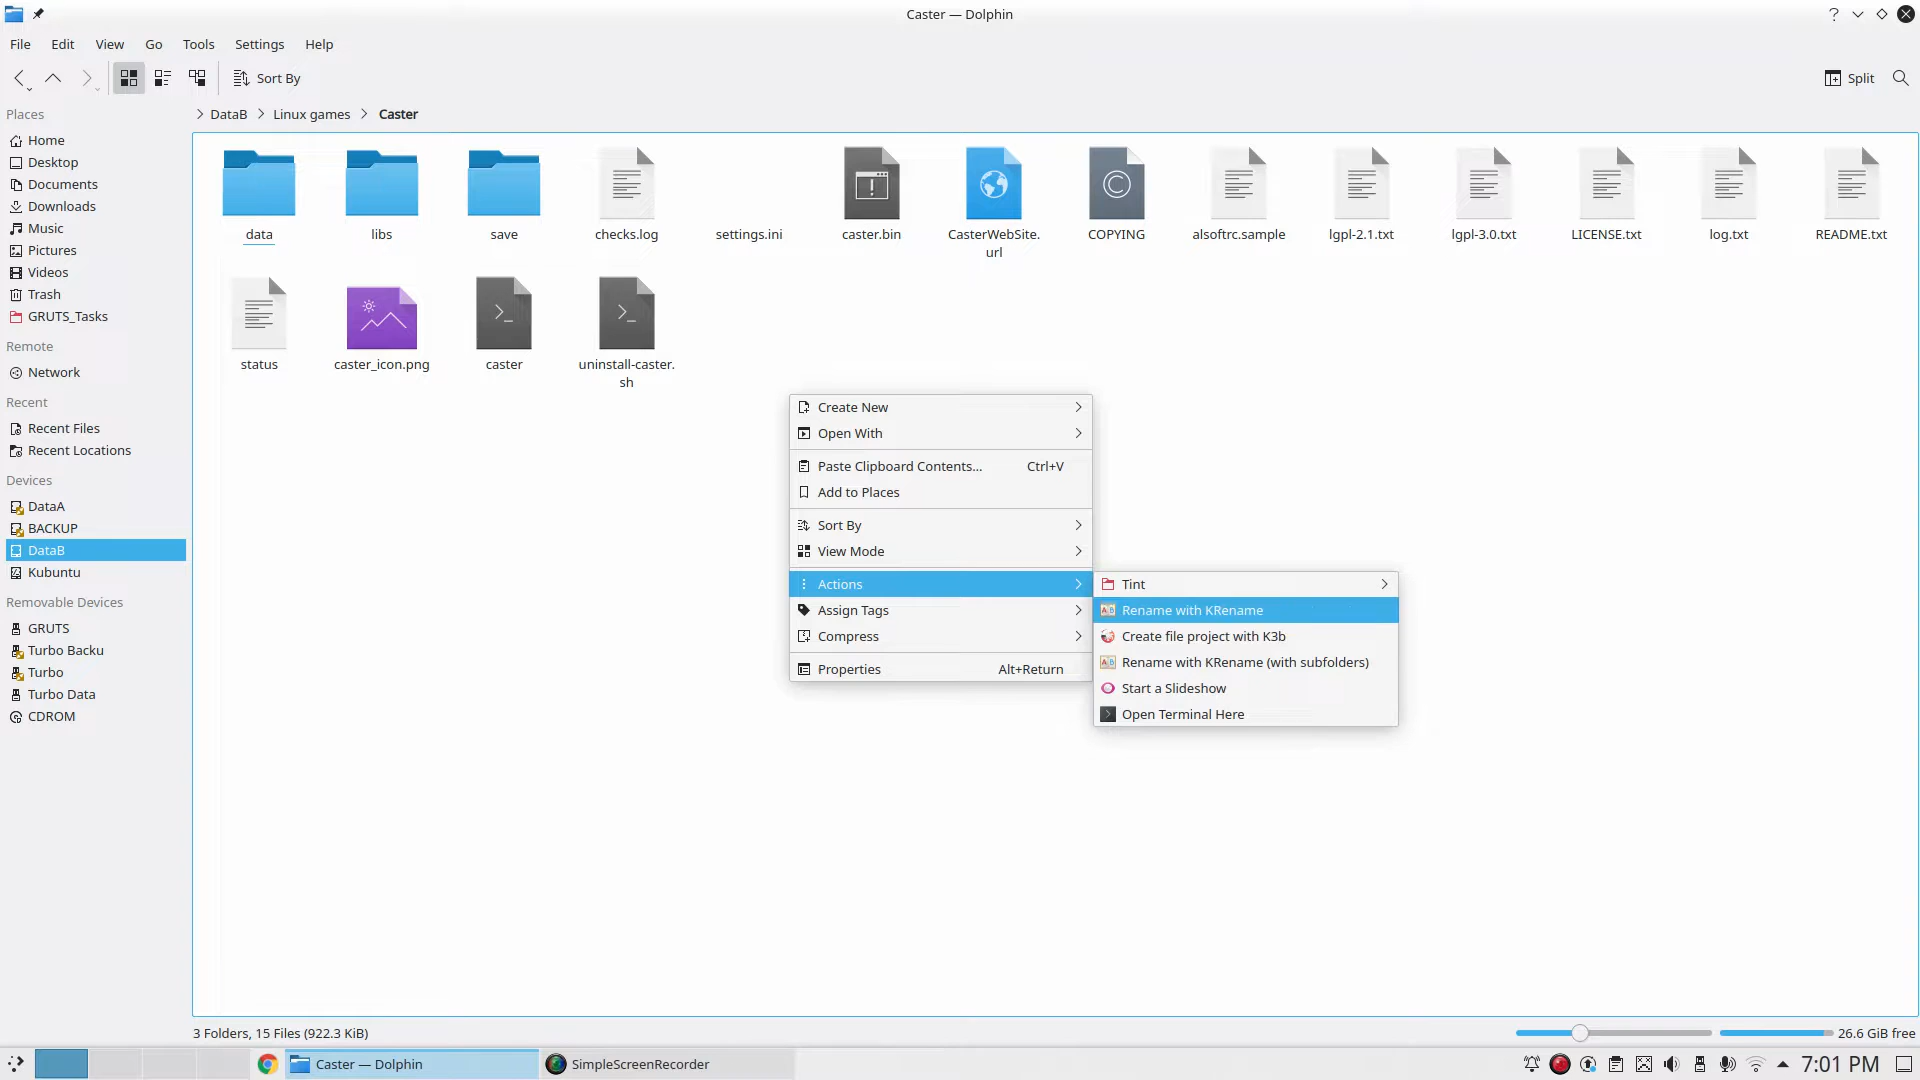 Caster — Dolphin
File Edit View Go Tools Settings Help
Sort By
Split
Places
Home
Desktop
Documents
Downloads
Music
Pictures
Videos
Trash
GRUTS_Tasks
Remote
Network
Recent
Recent Files
Recent Locations
Devices
DataA
BACKUP
DataB
Kubuntu
Removable Devices
GRUTS
Turbo Backu
Turbo
Turbo Data
CDROM
DataB Linux games Caster
data libs save checks.log settings.ini caster.bin CasterWebSite. COPYING alsoftrc.sample lgpl-2.1.txt lgpl-3.0.txt LICENSE.txt log.txt README.txt
url
status caster_icon.png caster uninstall-caster.
sh
Create New
Open With
Paste Clipboard Contents... Ctrl+V
Add to Places
Sort By
View Mode
Actions
Assign Tags
Compress
Properties Alt+Return
Tint
Rename with KRename
Create file project with K3b
Rename with KRename (with subfolders)
Start a Slideshow
Open Terminal Here
3 Folders, 15 Files (922.3 KiB) 26.6 GiB free
Caster — Dolphin SimpleScreenRecorder 7:01 PM